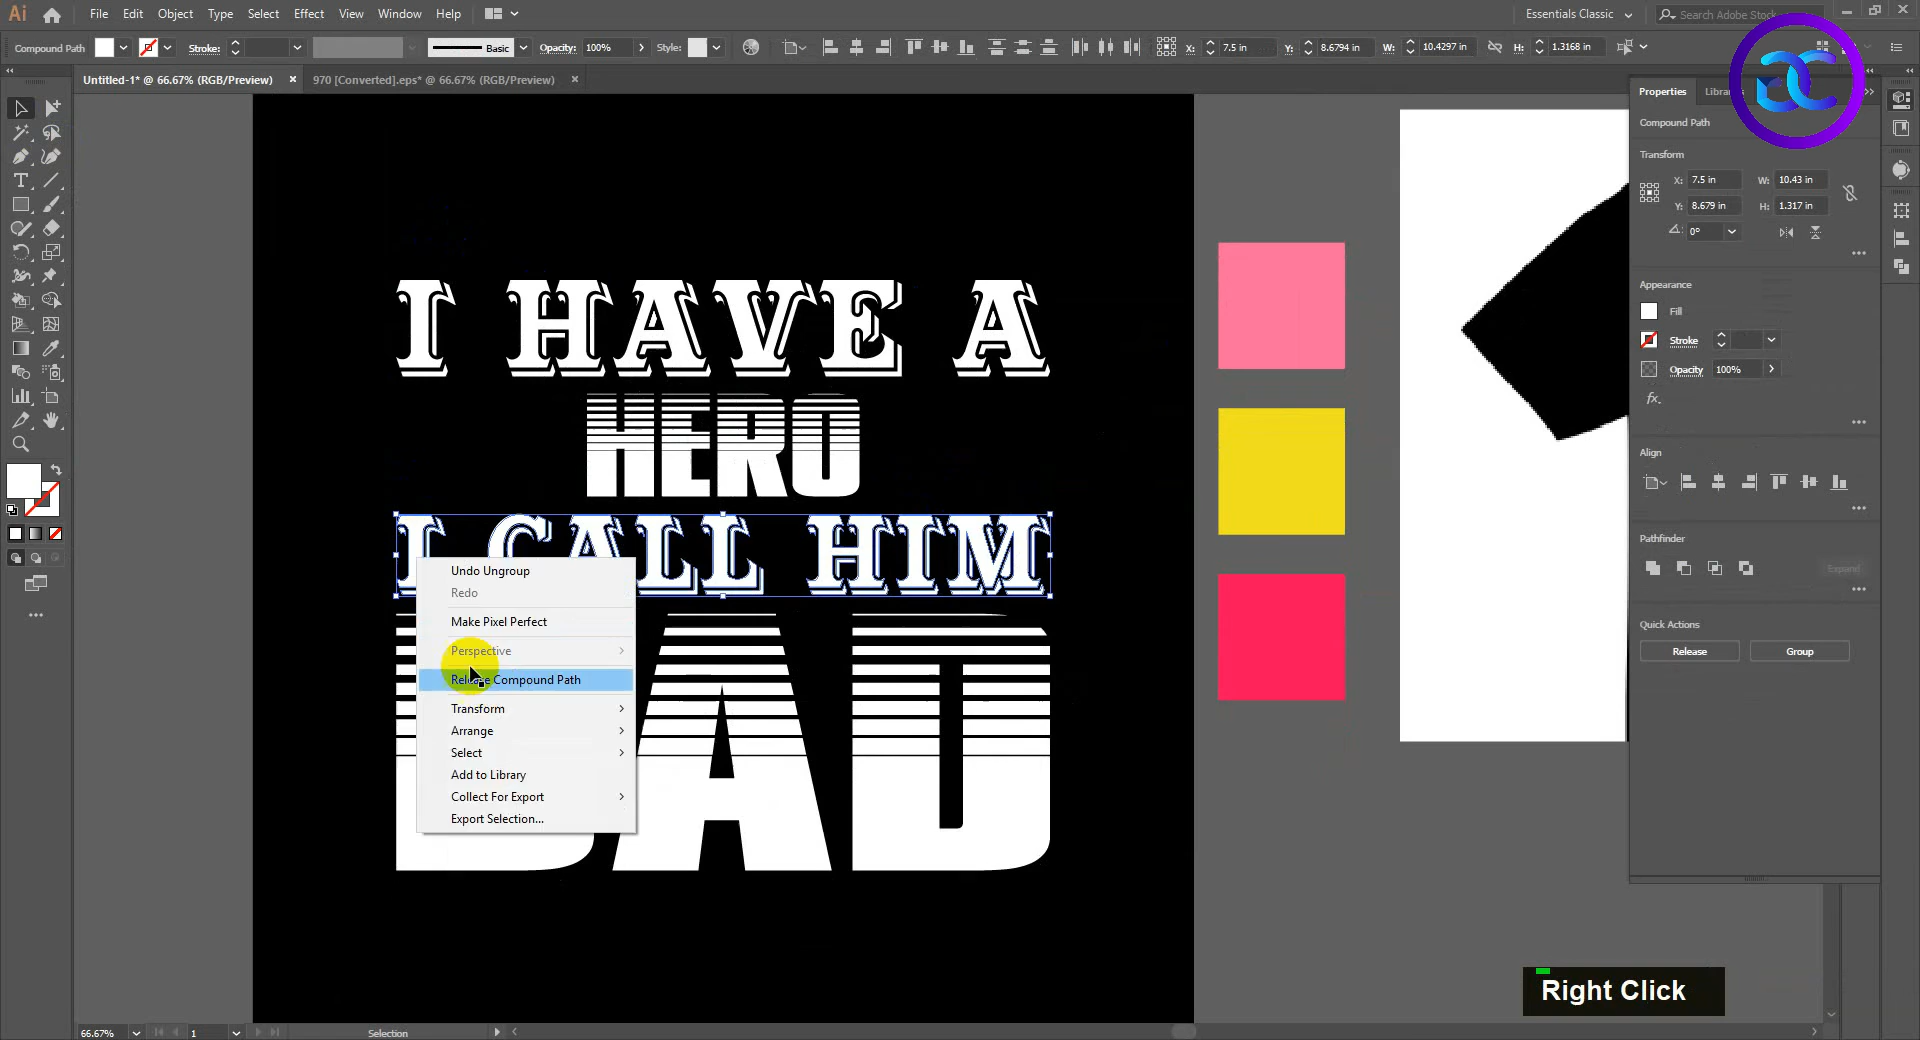 Ai File Edit Object Type Select Effect View Window Help Essentials Classic Search Adobe Stock
Compound Path Stroke: Basic Opacity: 100% Style: X: 7.5 in Y: 8.6794 in W: 10.4297 in H: 1.3168 in
Untitled-1* @ 66.67% (RGB/Preview) 970 [Converted].eps* @ 66.67% (RGB/Preview)
Properties
Compound Path
Transform
X: 7.5 in W: 10.43 in
Y: 8.679 in H: 1.317 in
0°
Appearance
Fill
Stroke
Opacity 100%
fx.
Align
Pathfinder
Expand
Quick Actions
Release Group
I HAVE A
HERO
I CALL HIM
DAD
Undo Ungroup
Redo
Make Pixel Perfect
Perspective
Release Compound Path
Transform
Arrange
Select
Add to Library
Collect For Export
Export Selection...
Right Click
66.67% 1 Selection